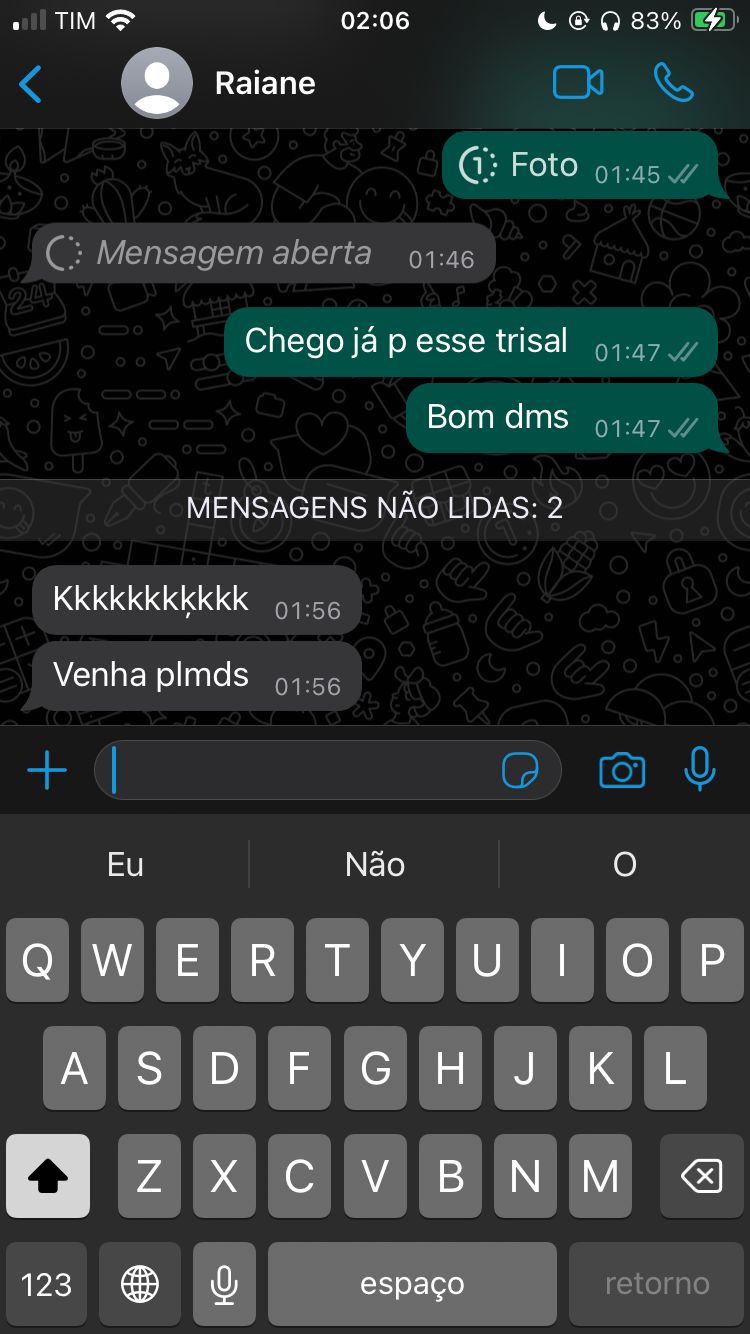 TIM 02:06 83%
Raiane
1 Foto 01:45
Mensagem aberta 01:46
Chego já p esse trisal 01:47
Bom dms 01:47
MENSAGENS NÃO LIDAS: 2
Kkkkkkkķkkk 01:56
Venha plmds 01:56
Eu Não O
Q W E R T Y U I O P
A S D F G H J K L
Z X C V B N M
123 espaço retorno